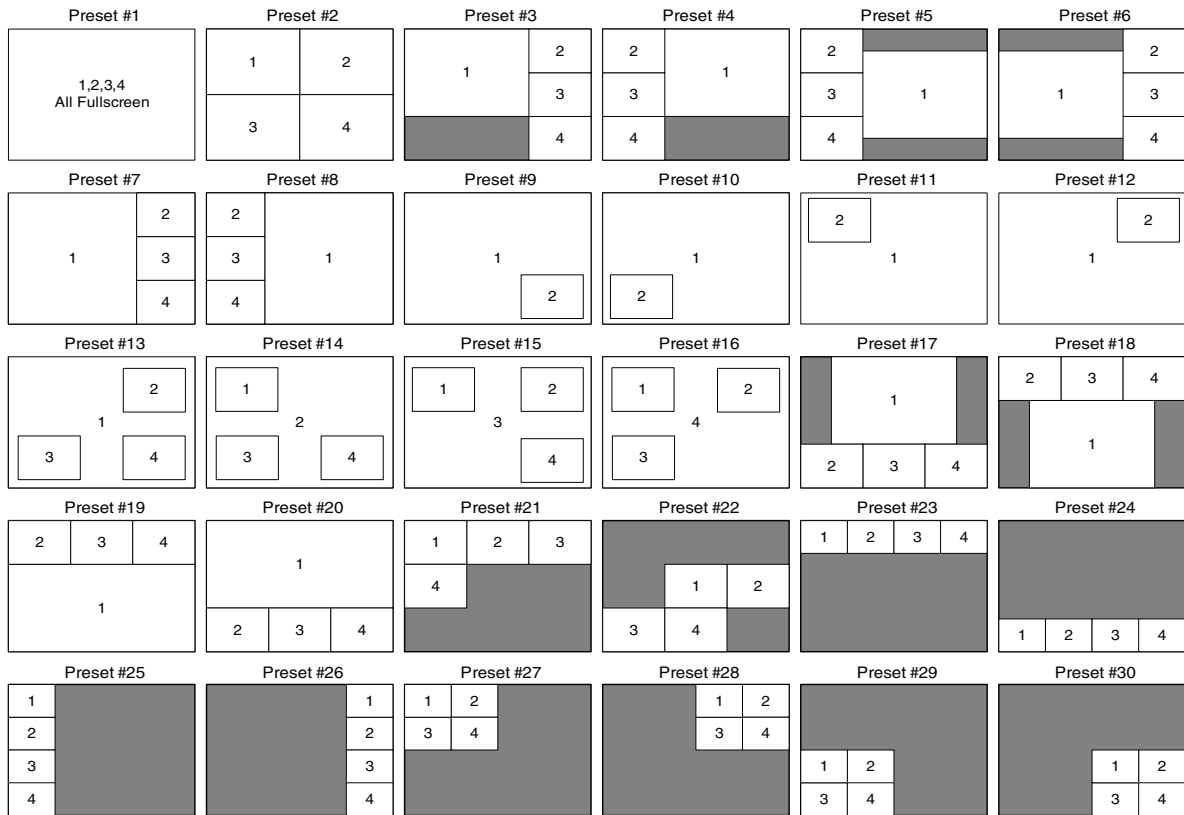 Preset #1
1,2,3,4
All Fullscreen
Preset #2
1 2
3 4
Preset #3
1
2
3
4
Preset #4
2
3
4
1
Preset #5
2
3
4
1
Preset #6
1
2
3
4
Preset #7
1
2
3
4
Preset #8
2
3
4
1
Preset #9
1
2
Preset #10
1
2
Preset #11
2
1
Preset #12
2
1
Preset #13
2
1
3 4
Preset #14
1
2
3 4
Preset #15
1 2
3
4
Preset #16
1 2
4
3
Preset #17
1
2 3 4
Preset #18
2 3 4
1
Preset #19
2 3 4
1
Preset #20
1
2 3 4
Preset #21
1 2 3
4
Preset #22
1 2
3 4
Preset #23
1 2 3 4
Preset #24
1 2 3 4
Preset #25
1
2
3
4
Preset #26
1
2
3
4
Preset #27
1 2
3 4
Preset #28
1 2
3 4
Preset #29
1 2
3 4
Preset #30
1 2
3 4